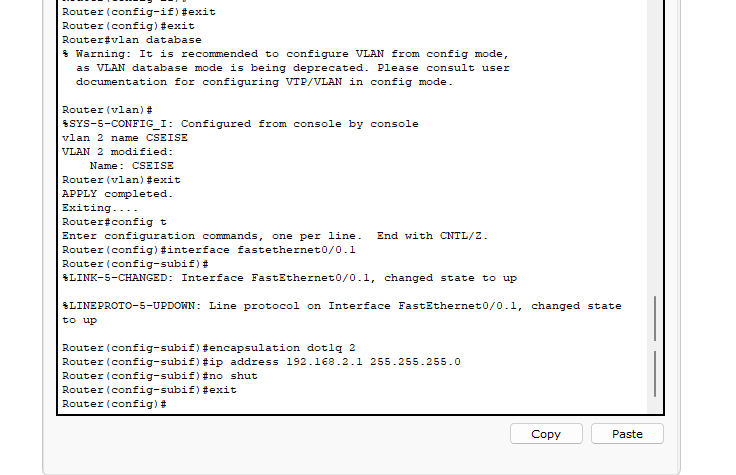 Router(config-if)#exit
Router(config)#exit
Router#vlan database
% Warning: It is recommended to configure VLAN from config mode,
as VLAN database mode is being deprecated. Please consult user
documentation for configuring VTP/VLAN in config mode.
Router(vlan)#
%SYS-5-CONFIG_I: Configured from console by console
vlan 2 name CSEISE
VLAN 2 modified:
Name: CSEISE
Router(vlan)#exit
APPLY completed.
Exiting....
Router#config t
Enter configuration commands, one per line. End with CNTL/Z.
Router(config)#interface fastethernet0/0.1
Router(config-subif)#
%LINK-5-CHANGED: Interface FastEthernet0/0.1, changed state to up
%LINEPROTO-5-UPDOWN: Line protocol on Interface FastEthernet0/0.1, changed state
to up
Router(config-subif)#encapsulation dot1q 2
Router(config-subif)#ip address 192.168.2.1 255.255.255.0
Router(config-subif)#no shut
Router(config-subif)#exit
Router(config)#
Copy Paste